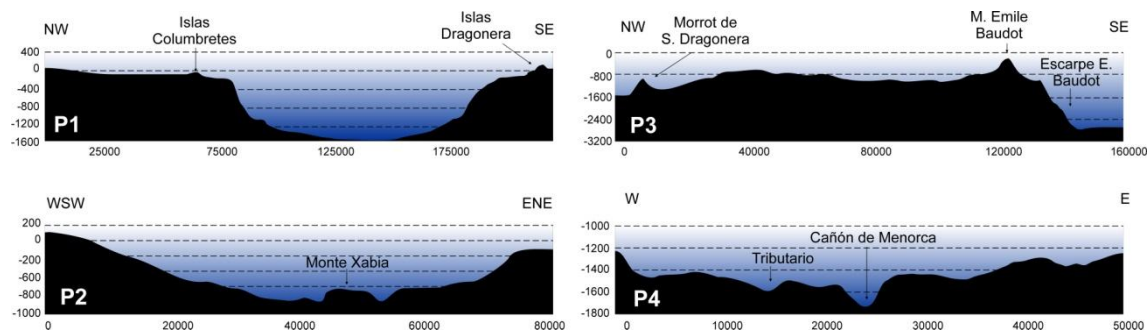 NW
Islas
Columbretes
Islas
Dragonera
SE
400
0
-400
-800
-1200
-1600
P1
25000
75000
125000
175000
NW
Morrot de
S. Dragonera
M. Emile
Baudot
SE
Escarpe E.
Baudot
0
-800
-1600
-2400
-3200
P3
0
40000
80000
120000
160000
WSW
ENE
200
0
-200
-400
-600
-800
-1000
Monte Xabia
P2
0
20000
40000
60000
80000
W
E
-1000
-1200
-1400
-1600
-1800
Cañón de Menorca
Tributario
P4
0
10000
20000
30000
40000
50000